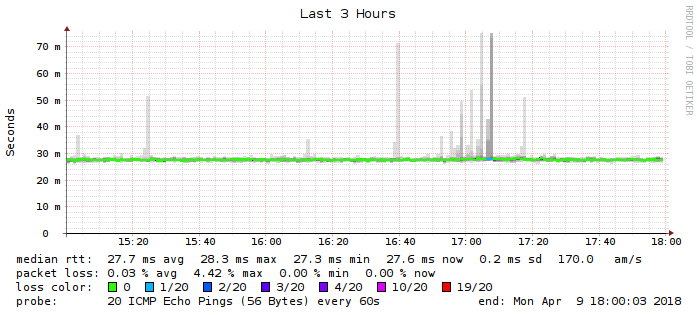 Last 3 Hours
RRDTOOL / TOBI OETIKER
Seconds
70 m
60 m
50 m
40 m
30 m
20 m
10 m
0
15:20 15:40 16:00 16:20 16:40 17:00 17:20 17:40 18:00
median rtt: 27.7 ms avg 28.3 ms max 27.3 ms min 27.6 ms now 0.2 ms sd 170.0 am/s
packet loss: 0.03 % avg 4.42 % max 0.00 % min 0.00 % now
loss color: 0 1/20 2/20 3/20 4/20 10/20 19/20
probe: 20 ICMP Echo Pings (56 Bytes) every 60s end: Mon Apr 9 18:00:03 2018